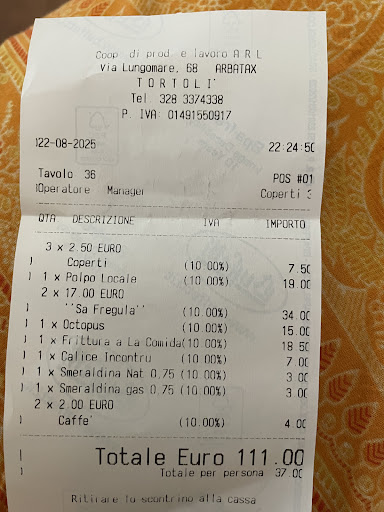 Coop di prod e lavoro A R L
Via Lungomare, 68 ARBATAX
T O R T O L I'
Tel 328 3374338
P. IVA: 01491550917
22-08-2025 22:24:50
Tavolo 36 POS #01
Operatore Manager Coperti 3
QTA DESCRIZIONE IVA IMPORTO
3 x 2.50 EURO
Coperti (10.00%) 7.50
1 x Polpo Locale (10.00%) 19.00
2 x 17.00 EURO
''Sa Fregula'' (10.00%) 34.00
1 x Octopus (10.00%) 15.00
1 x Frittura a La Comida(10.00%) 18.50
1 x Calice Incontru (10.00%) 7.00
1 x Smeraldina Nat 0,75 (10.00%) 3.00
1 x Smeraldina gas 0,75 (10.00%) 3.00
2 x 2.00 EURO
Caffe' (10.00%) 4.00
Totale Euro 111.00
Totale per persona 37.00
Ritirare lo scontrino alla cassa